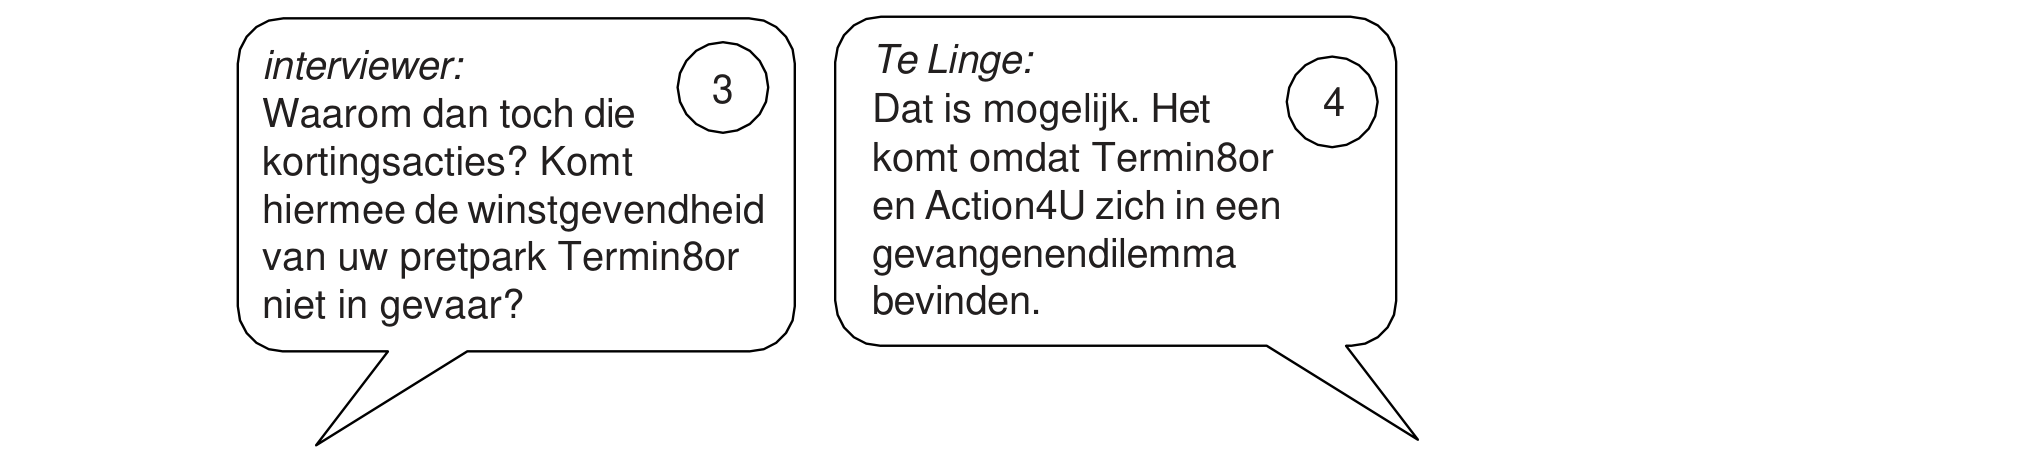 interviewer:
3
Waarom dan toch die
kortingsacties? Komt
hiermee de winstgevendheid
van uw pretpark Termin8or
niet in gevaar?
Te Linge:
4
Dat is mogelijk. Het
komt omdat Termin8or
en Action4U zich in een
gevangenendilemma
bevinden.